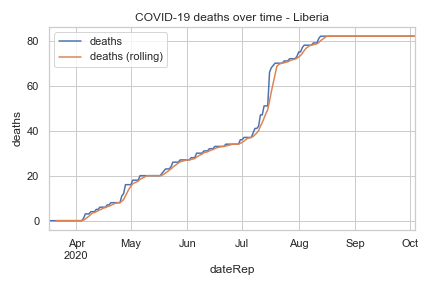 COVID-19 deaths over time - Liberia
deaths
deaths (rolling)
80
60
40
20
0
deaths
Apr
2020
May
Jun
Jul
Aug
Sep
Oct
dateRep